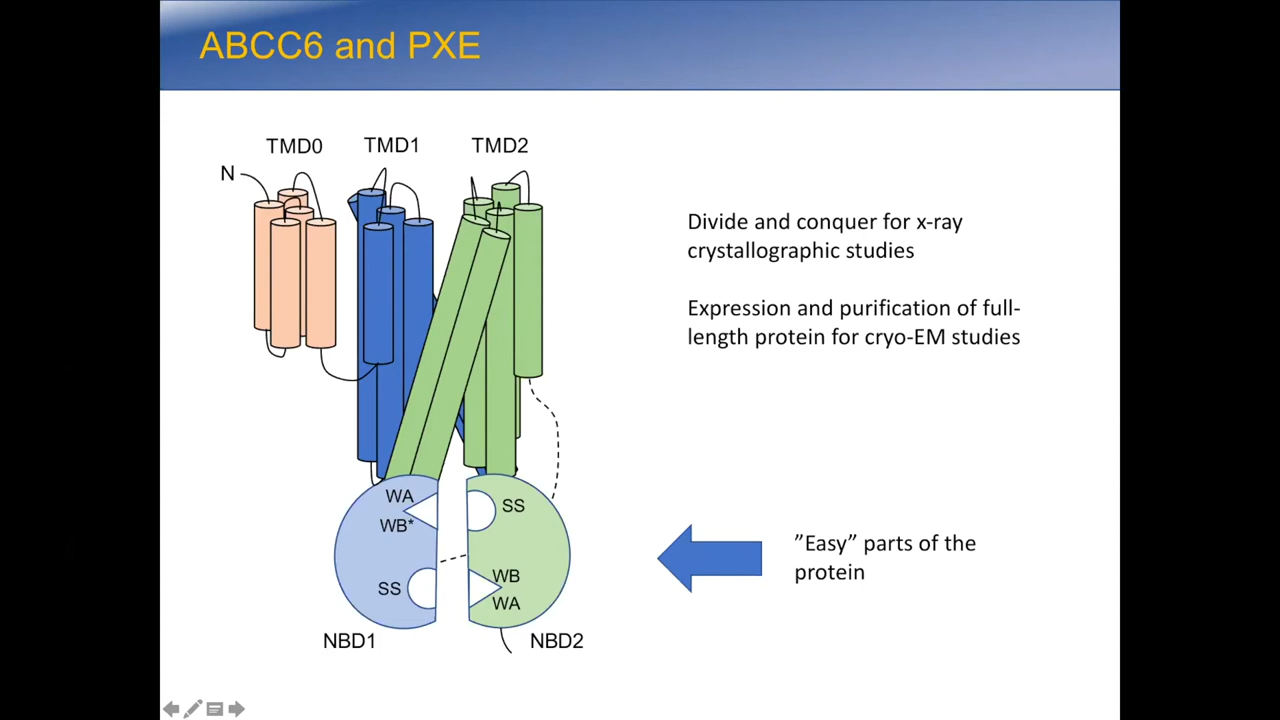 ABCC6 and PXE
TMD0
TMD1
TMD2
N
Divide and conquer for x-ray
crystallographic studies
Expression and purification of full-
length protein for cryo-EM studies
WA
WB*
SS
SS
WB
WA
NBD1
NBD2
”Easy” parts of the
protein